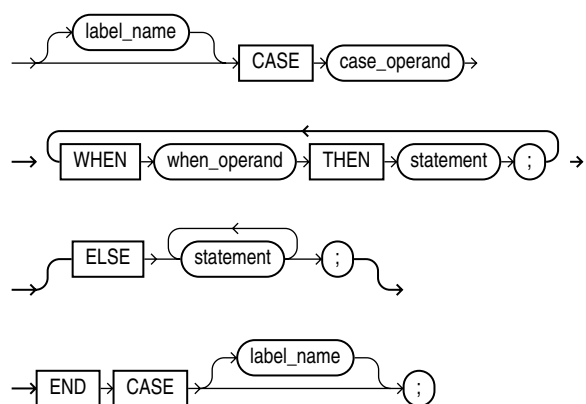 label_name
CASE case_operand
WHEN when_operand THEN statement ;
ELSE statement ;
label_name
END CASE ;